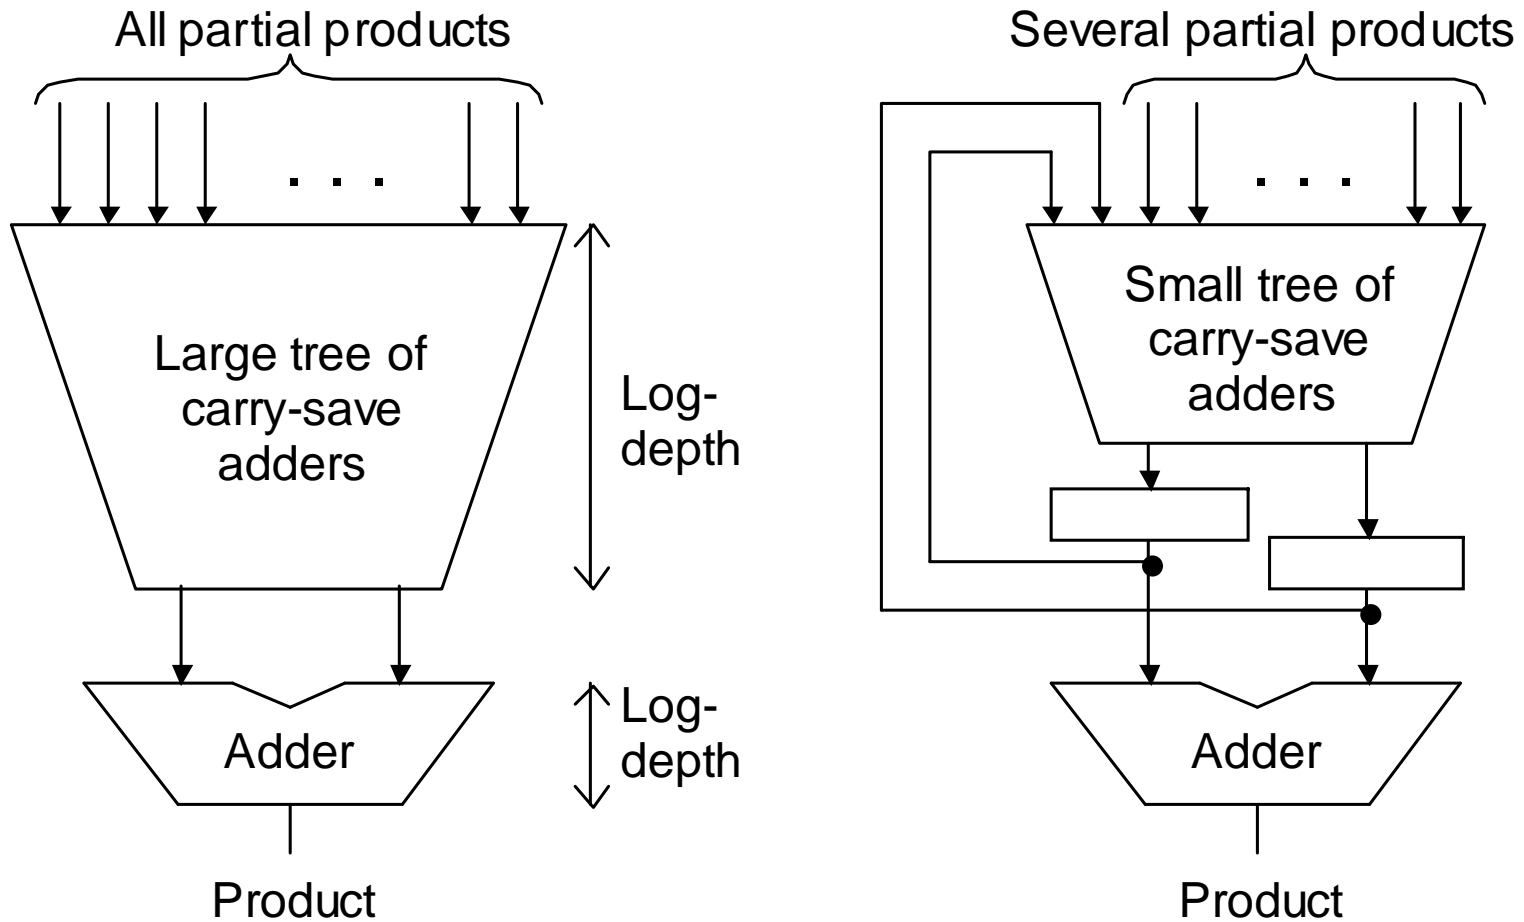 All partial products
. . .
Large tree of
carry-save
adders
Log-
depth
Adder
Log-
depth
Product
Several partial products
. . .
Small tree of
carry-save
adders
Adder
Product